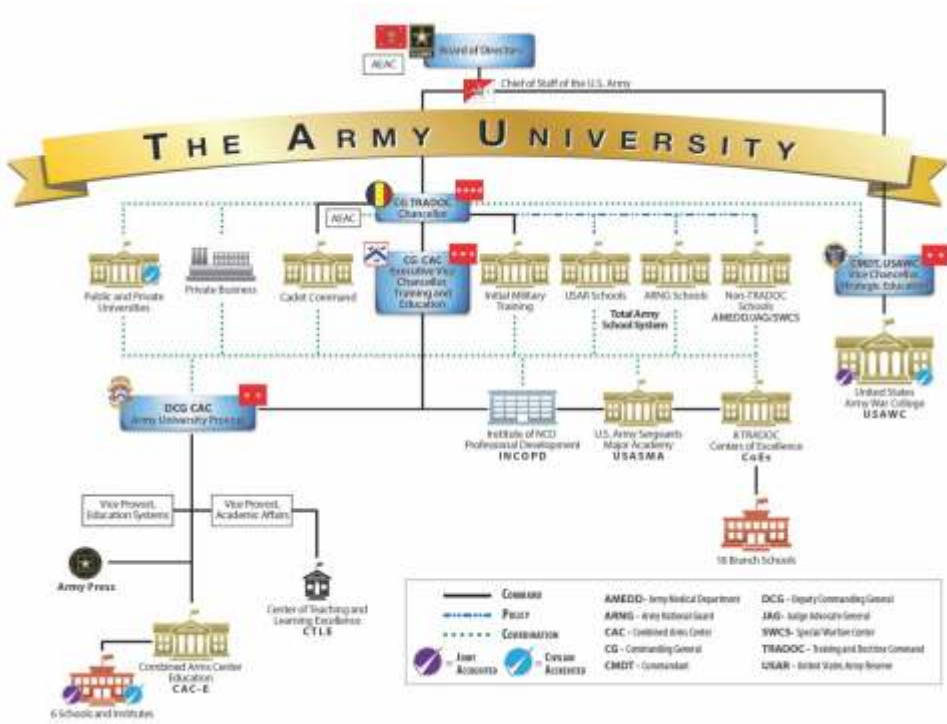 Board of Directors
AEAC
Chief of Staff of the U.S. Army
THE ARMY UNIVERSITY
CG TRADOC
Chancellor
AEAC
CG CAC
Executive Vice
Chancellor
Training and
Education
CMDT, USAWC
Vice Chancellor
Strategic Education
Public and Private
Universities
Private Business
Cadet Command
Initial Military
Training
USAR Schools
ARNG Schools
Total Army
School System
Non-TRADOC
Schools
AMEDD/JAG/SWCS
United States
Army War College
USAWC
DCG CAC
Army University Provost
Institute of NCO
Professional Development
INCOPD
U.S. Army Sergeants
Major Academy
USASMA
8 TRADOC
Centers of Excellence
CoEs
18 Branch Schools
Vice Provost,
Education Systems
Vice Provost,
Academic Affairs
Army Press
Center of Teaching and
Learning Excellence
CTLE
Combined Arms Center
Education
CAC-E
6 Schools and Institutes
COMMAND
POLICY
COORDINATION
= JOINT
ACCREDITED
= CIVILIAN
ACCREDITED
AMEDD- Army Medical Department
ARNG - Army National Guard
CAC - Combined Arms Center
CG - Commanding General
CMDT - Commandant
DCG - Deputy Commanding General
JAG - Judge Advocate General
SWCS- Special Warfare Center
TRADOC - Training and Doctrine Command
USAR - United States Army Reserve